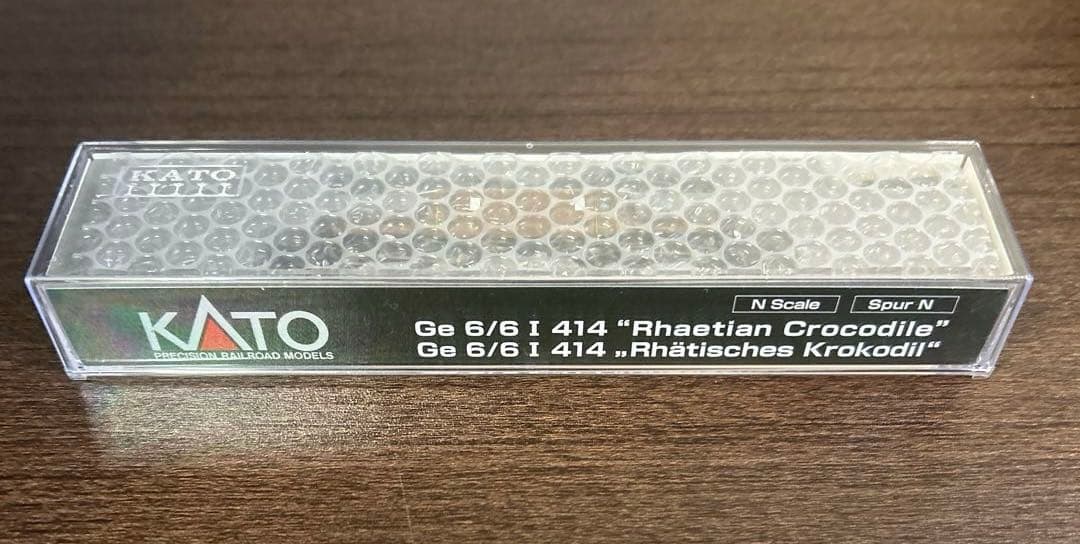 KATO
KATO
PRECISION RAILROAD MODELS
N Scale
Spur N
Ge 6/6 I 414 “Rhaetian Crocodile”
Ge 6/6 I 414 „Rhätisches Krokodil“